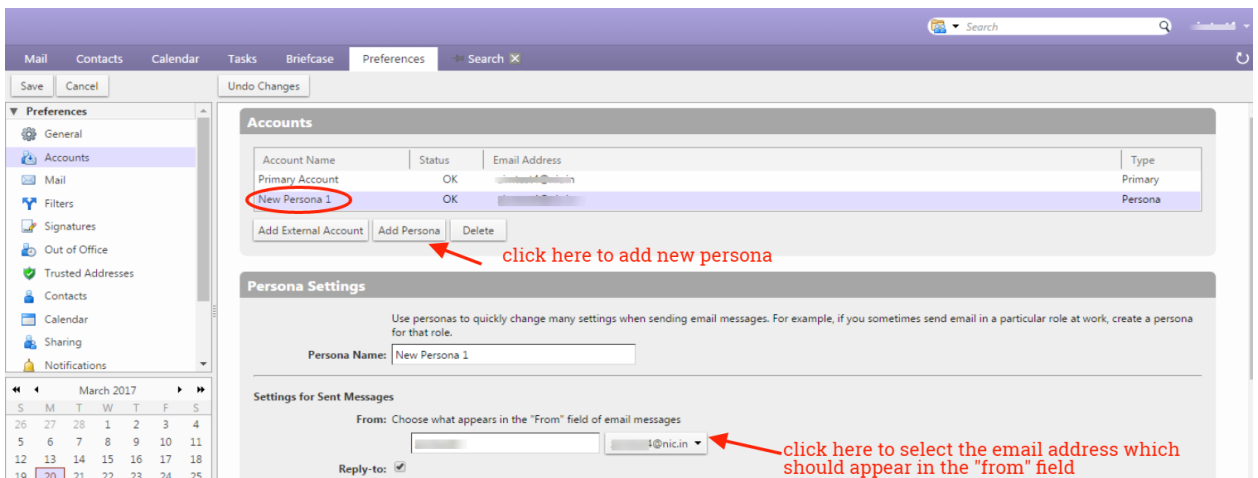 Search
Mail Contacts Calendar Tasks Briefcase Preferences Search
Save Cancel Undo Changes
Preferences
General
Accounts
Mail
Filters
Signatures
Out of Office
Trusted Addresses
Contacts
Calendar
Sharing
Notifications
March 2017
S M T W T F S
26 27 28 1 2 3 4
5 6 7 8 9 10 11
12 13 14 15 16 17 18
19 20 21 22 23 24 25
Accounts
Account Name Status Email Address Type
Primary Account OK Primary
New Persona 1 OK Persona
Add External Account Add Persona Delete
click here to add new persona
Persona Settings
Use personas to quickly change many settings when sending email messages. For example, if you sometimes send email in a particular role at work, create a persona
for that role.
Persona Name: New Persona 1
Settings for Sent Messages
From: Choose what appears in the "From" field of email messages
4@nic.in
click here to select the email address which
should appear in the "from" field
Reply-to: